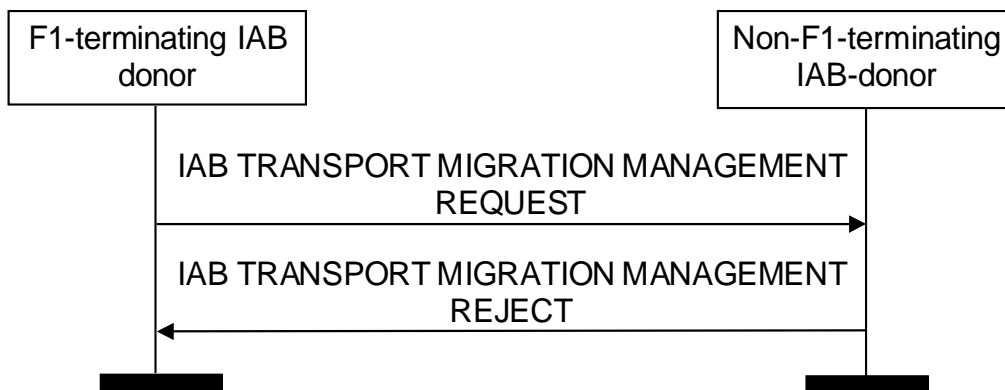 F1-terminating IAB
donor
Non-F1-terminating
IAB-donor
IAB TRANSPORT MIGRATION MANAGEMENT
REQUEST
IAB TRANSPORT MIGRATION MANAGEMENT
REJECT